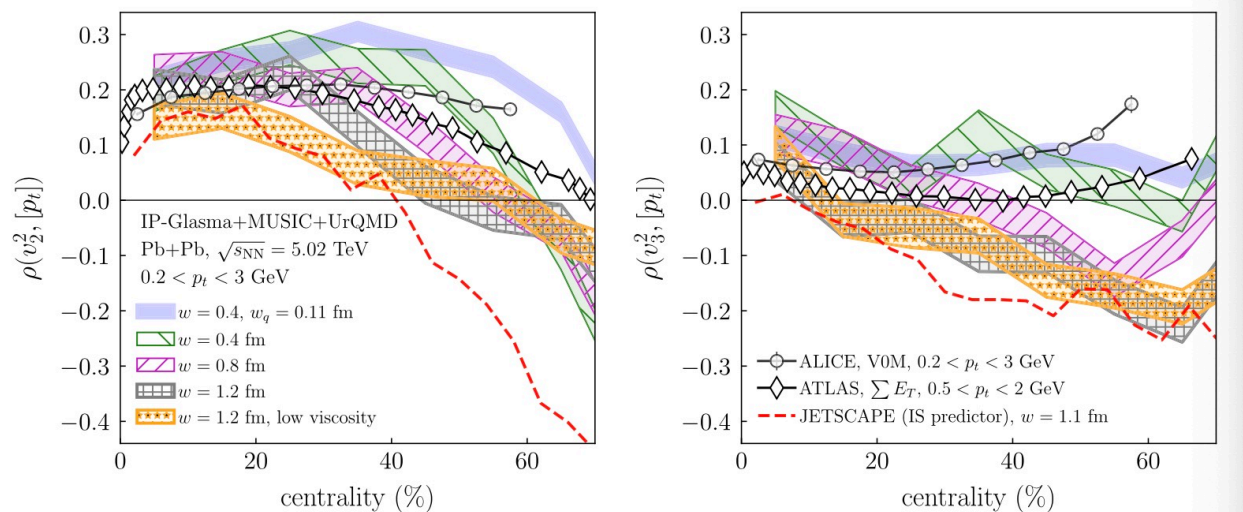 0.3
0.2
0.1
0.0
−0.1
−0.2
−0.3
−0.4
ρ(v₂², [pₜ])
IP-Glasma+MUSIC+UrQMD
Pb+Pb, √s_NN = 5.02 TeV
0.2 < pₜ < 3 GeV
w = 0.4, w_q = 0.11 fm
w = 0.4 fm
w = 0.8 fm
w = 1.2 fm
w = 1.2 fm, low viscosity
0 20 40 60
centrality (%)
0.3
0.2
0.1
0.0
−0.1
−0.2
−0.3
−0.4
ρ(v₃², [pₜ])
ALICE, V0M, 0.2 < pₜ < 3 GeV
ATLAS, ∑ E_T, 0.5 < pₜ < 2 GeV
JETSCAPE (IS predictor), w = 1.1 fm
0 20 40 60
centrality (%)